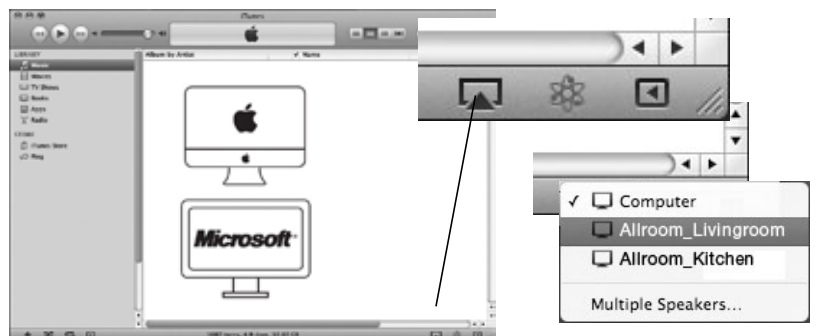 iTunes
LIBRARY
Album by Artist
✓ Name
Music
Movies
TV Shows
Books
Apps
Radio
STORE
iTunes Store
Ping
Microsoft
✓ Computer
Allroom_Livingroom
Allroom_Kitchen
Multiple Speakers...